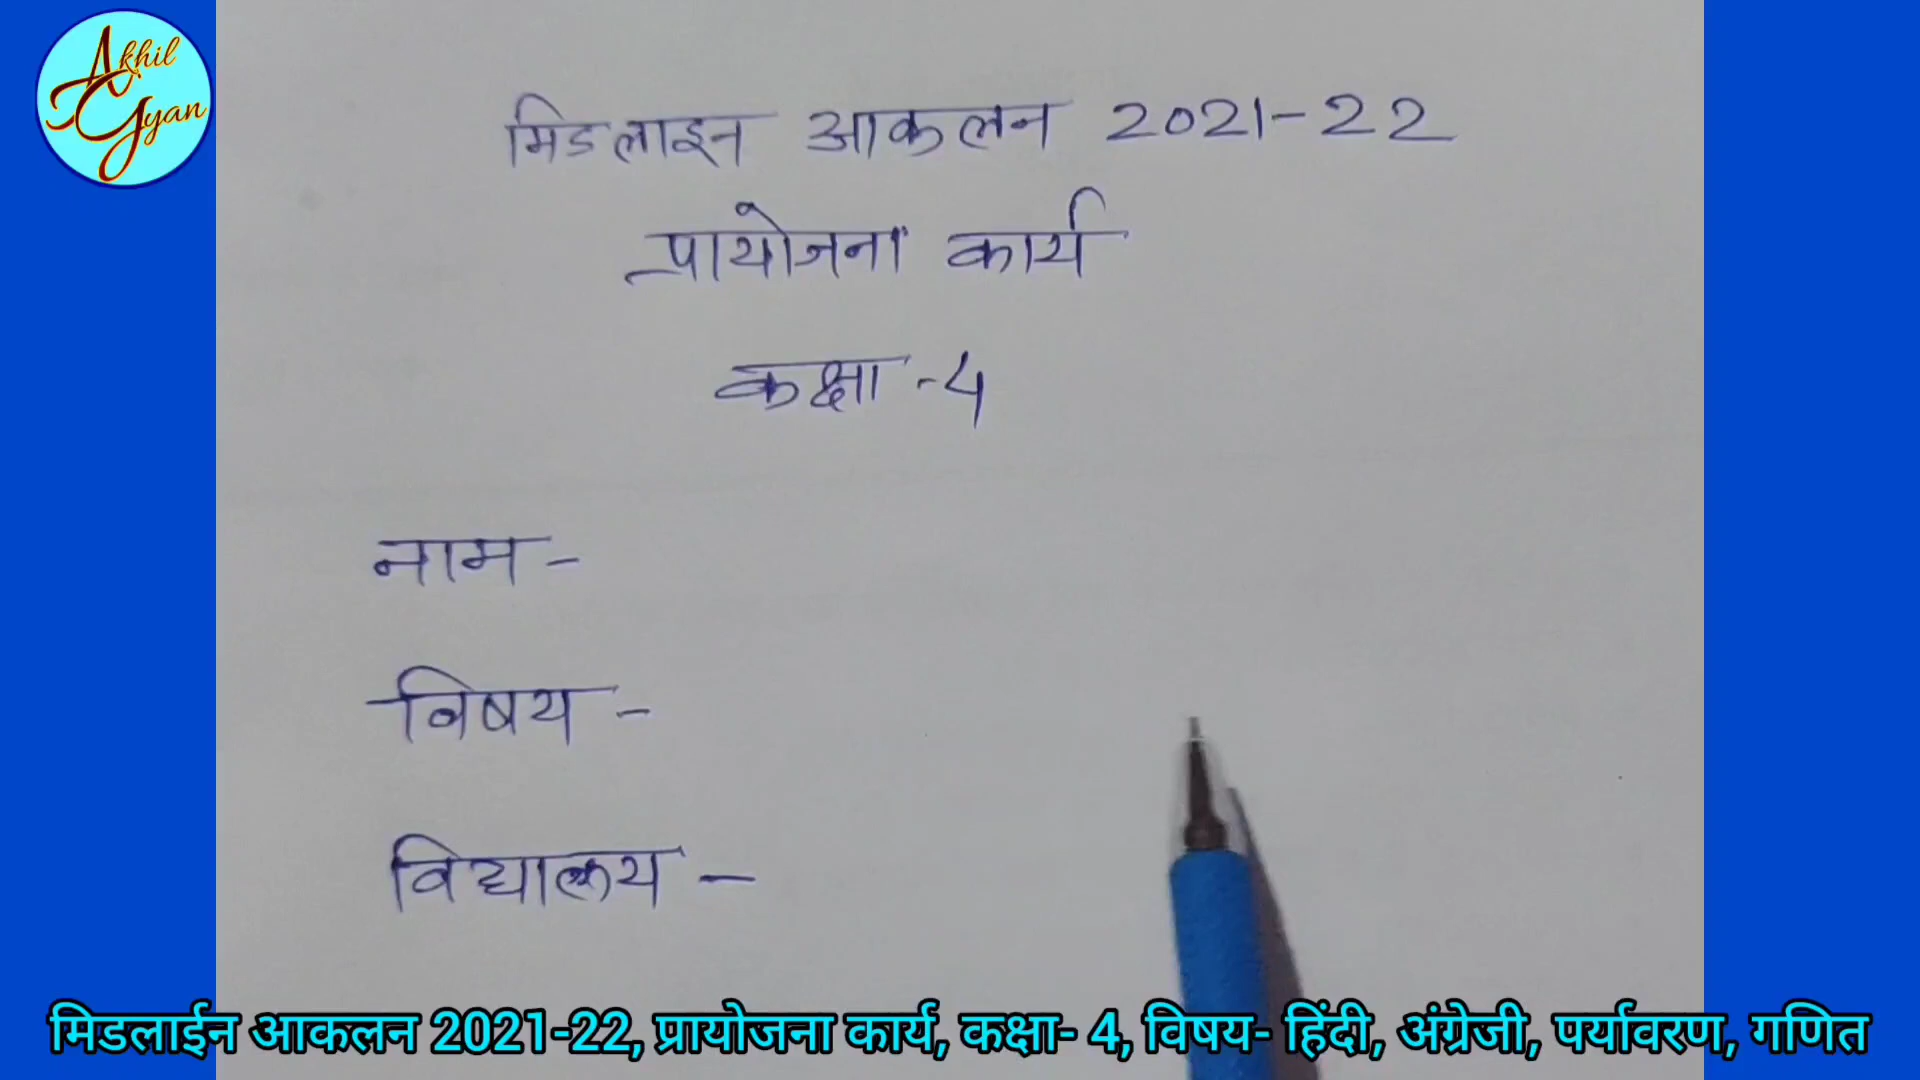 Akhil
Gyan
मिडलाइन आकलन 2021-22
प्रायोजना कार्य
कक्षा -4
नाम -
विषय -
विद्यालय -
मिडलाईन आकलन 2021-22, प्रायोजना कार्य, कक्षा- 4, विषय- हिंदी, अंग्रेजी, पर्यावरण, गणित